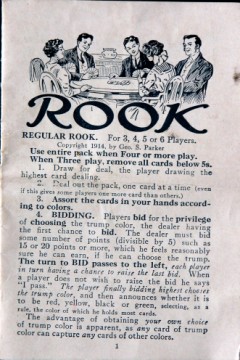 ROOK
REGULAR ROOK. For 3, 4, 5 or 6 Players.
Copyright 1914, by Geo. S. Parker
Use entire pack when Four or more play.
When Three play, remove all cards below 5s.
1. Draw for deal, the player drawing the
highest card dealing.
2. Deal out the pack, one card at a time (even
if this gives some players one more card than others.)
3. Assort the cards in your hands accord-
ing to colors.
4. BIDDING. Players bid for the privilege
of choosing the trump color, the dealer having
the first chance to bid. The dealer must bid
some number of points (divisible by 5) such as
15 or 20 points or more, which he feels reasonably
sure he can earn, if he can choose the trump.
The turn to BID passes to the left, each player
in turn having a chance to raise the last bid. When
a player does not wish to raise the bid he says
"I pass." The player finally bidding highest chooses
the trump color, and then announces whether it is
to be red, yellow, black or green, selecting, as a
rule, the color of which he holds most cards.
The advantage of obtaining your own choice
of trump color is apparent, as any card of trump
color can capture any cards of other colors.
1